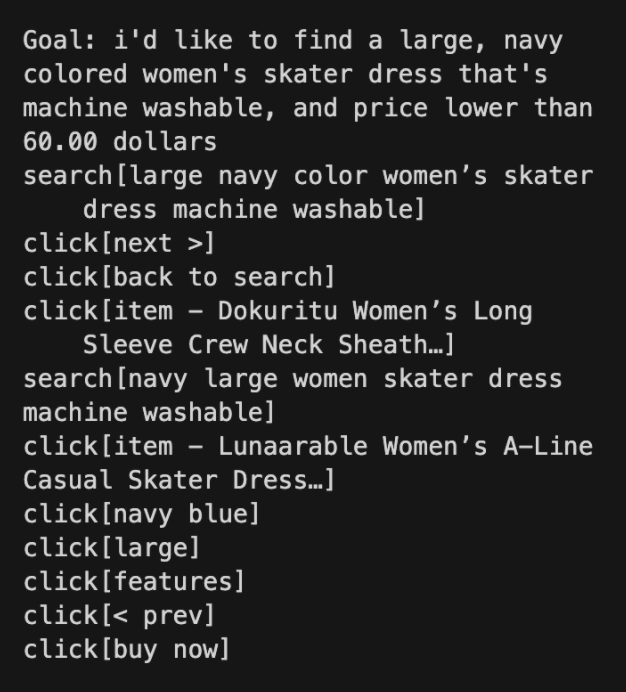 Goal: i'd like to find a large, navy
colored women's skater dress that's
machine washable, and price lower than
60.00 dollars
search[large navy color women’s skater
    dress machine washable]
click[next >]
click[back to search]
click[item – Dokuritu Women’s Long
    Sleeve Crew Neck Sheath…]
search[navy large women skater dress
machine washable]
click[item – Lunaarable Women’s A–Line
Casual Skater Dress…]
click[navy blue]
click[large]
click[features]
click[< prev]
click[buy now]